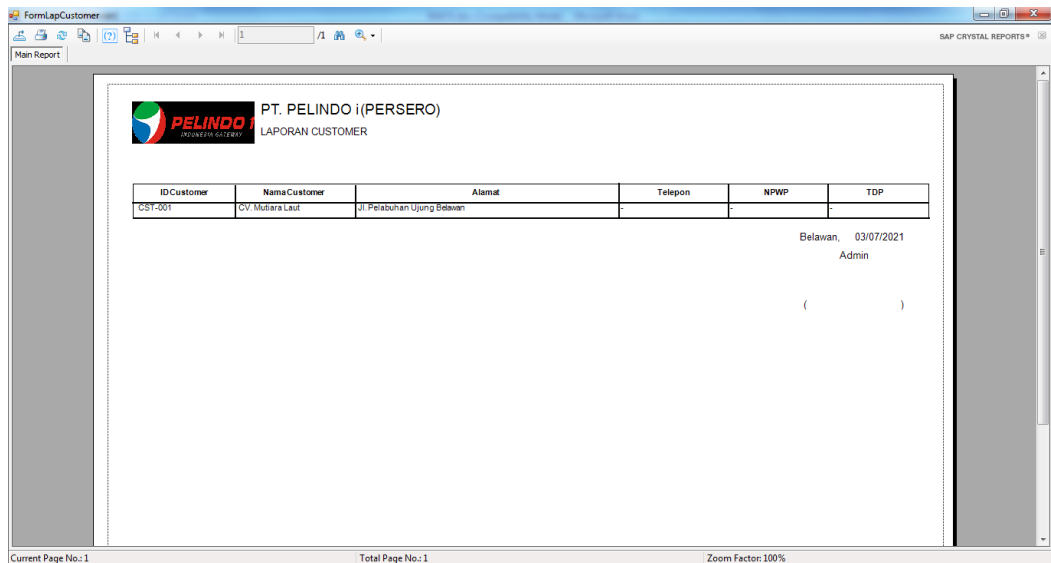 FormLapCustomer
1 /1
SAP CRYSTAL REPORTS®
Main Report
PELINDO 1
INDONESIA GATEWAY
PT. PELINDO i (PERSERO)
LAPORAN CUSTOMER
IDCustomer NamaCustomer Alamat Telepon NPWP TDP
CST-001 CV. Mutiara Laut Jl. Pelabuhan Ujung Belawan - - -
Belawan, 03/07/2021
Admin
( )
Current Page No.: 1 Total Page No.: 1 Zoom Factor: 100%